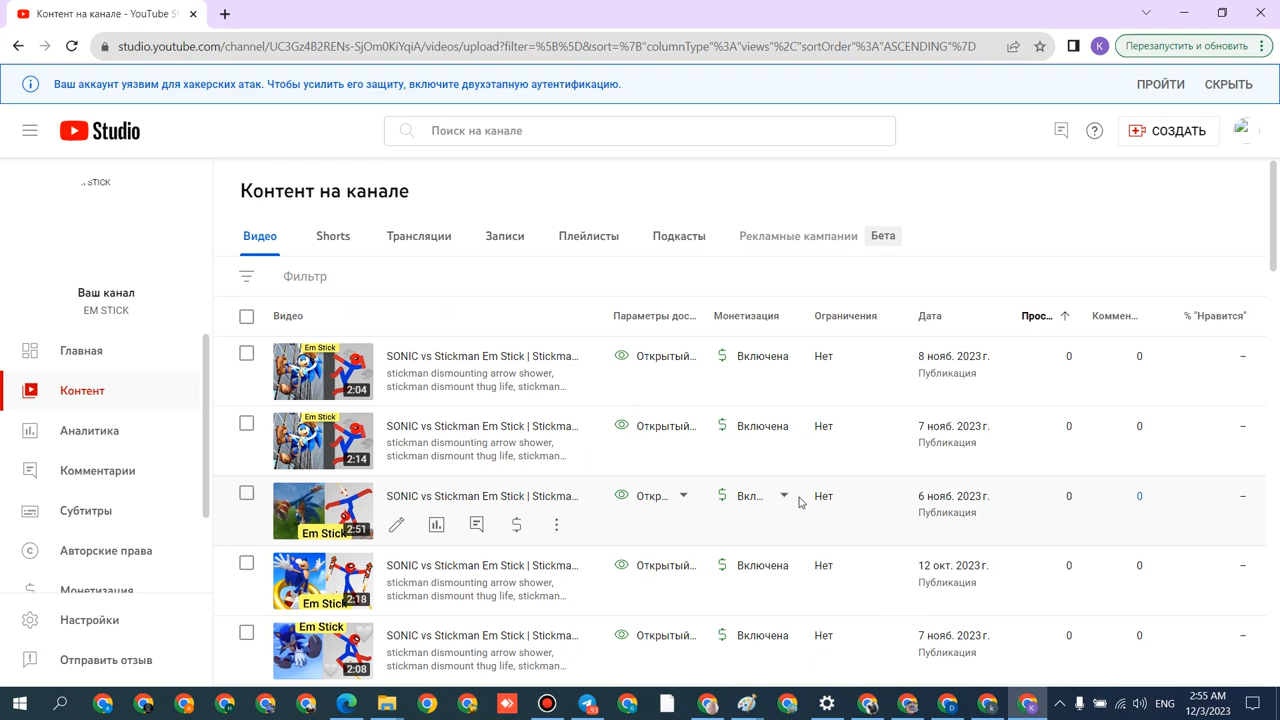 Контент на канале - YouTube S
studio.youtube.com/channel/UC3Gz4B2RENs-SjOm0KiYqiA/videos/upload?filter=%5B%5D&sort=%7B"columnType"%3A"views"%2C"sortOrder"%3A"ASCENDING"%7D
K
Перезапустить и обновить
Ваш аккаунт уязвим для хакерских атак. Чтобы усилить его защиту, включите двухэтапную аутентификацию.
ПРОЙТИ
СКРЫТЬ
Studio
Поиск на канале
СОЗДАТЬ
STICK
Ваш канал
EM STICK
Главная
Контент
Аналитика
Комментарии
Субтитры
Авторские права
Монетизация
Настройки
Отправить отзыв
Контент на канале
Видео Shorts Трансляции Записи Плейлисты Подкасты Рекламные кампании Бета
Фильтр
Видео Параметры дос... Монетизация Ограничения Дата Прос... Коммен... % "Нравится"
Em Stick
2:04
SONIC vs Stickman Em Stick | Stickma... Открытый... Включена Нет 8 нояб. 2023 г. 0 0 –
stickman dismounting arrow shower, Публикация
stickman dismount thug life, stickman...
Em Stick
2:14
SONIC vs Stickman Em Stick | Stickma... Открытый... Включена Нет 7 нояб. 2023 г. 0 0 –
stickman dismounting arrow shower, Публикация
stickman dismount thug life, stickman...
Em Stick
2:51
SONIC vs Stickman Em Stick | Stickma... Откр... Вкл... Нет 6 нояб. 2023 г. 0 0 –
Публикация
Em Stick
2:18
SONIC vs Stickman Em Stick | Stickma... Открытый... Включена Нет 12 окт. 2023 г. 0 0 –
stickman dismounting arrow shower, Публикация
stickman dismount thug life, stickman...
Em Stick
2:08
SONIC vs Stickman Em Stick | Stickma... Открытый... Включена Нет 7 нояб. 2023 г. 0 0 –
stickman dismounting arrow shower, Публикация
stickman dismount thug life, stickman...
ENG
2:55 AM
12/3/2023